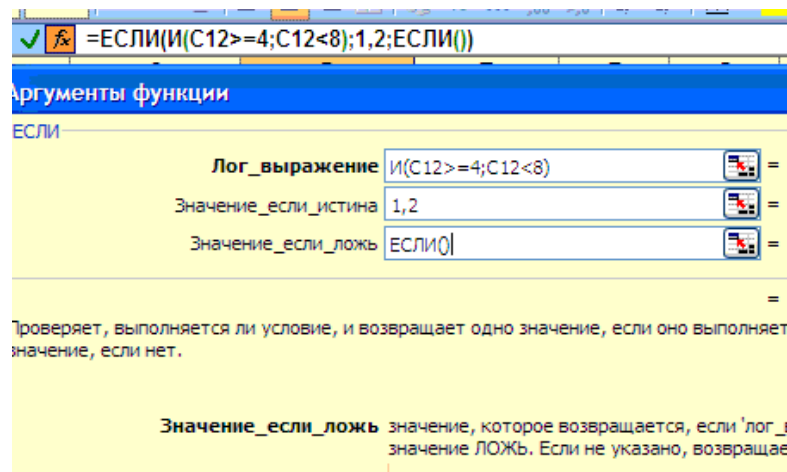 =ЕСЛИ(И(C12>=4;C12<8);1,2;ЕСЛИ())
Аргументы функции
ЕСЛИ
Лог_выражение И(C12>=4;C12<8) =
Значение_если_истина 1,2 =
Значение_если_ложь ЕСЛИ() =
=
Проверяет, выполняется ли условие, и возвращает одно значение, если оно выполняет
значение, если нет.
Значение_если_ложь значение, которое возвращается, если 'лог_
значение ЛОЖЬ. Если не указано, возвращае